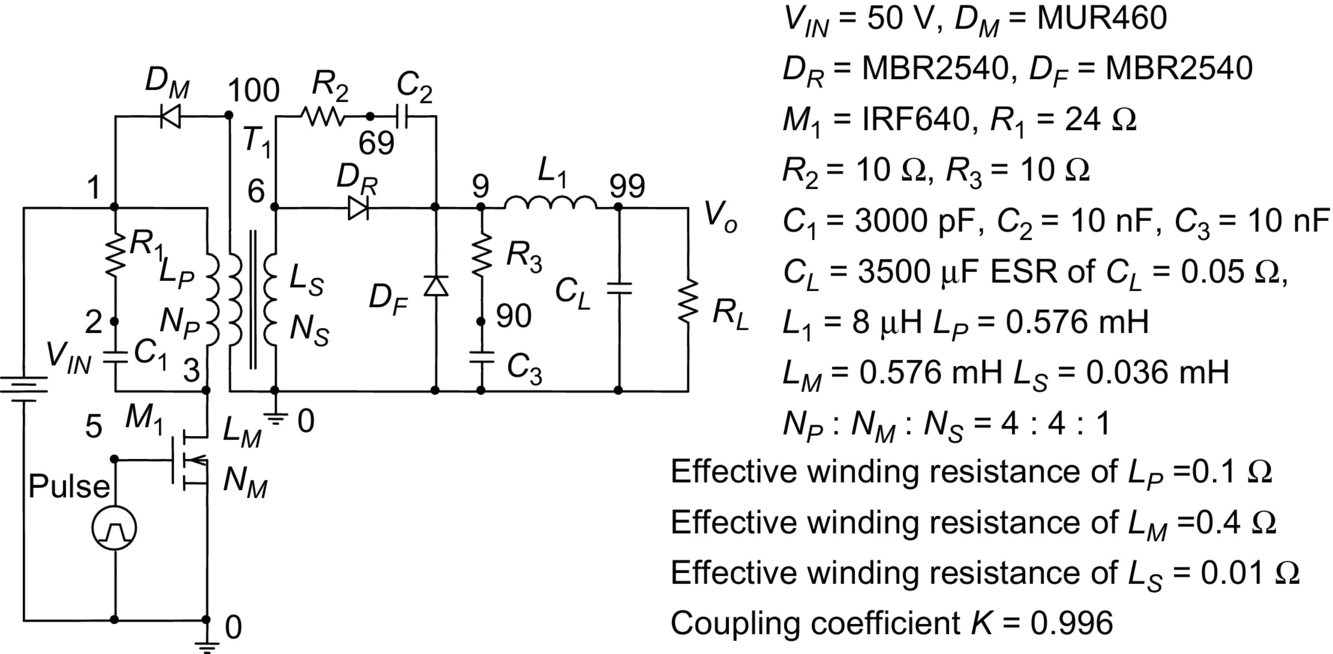 D_M
100
R_2
C_2
T_1
69
1
6
D_R
9
L_1
99
V_o
R_1
L_P
L_S
R_3
D_F
C_L
2
N_P
N_S
90
R_L
V_IN
C_1
3
C_3
5
M_1
L_M
0
Pulse
N_M
0
V_IN = 50 V, D_M = MUR460
D_R = MBR2540, D_F = MBR2540
M_1 = IRF640, R_1 = 24 Ω
R_2 = 10 Ω, R_3 = 10 Ω
C_1 = 3000 pF, C_2 = 10 nF, C_3 = 10 nF
C_L = 3500 μF ESR of C_L = 0.05 Ω,
L_1 = 8 μH L_P = 0.576 mH
L_M = 0.576 mH L_S = 0.036 mH
N_P : N_M : N_S = 4 : 4 : 1
Effective winding resistance of L_P =0.1 Ω
Effective winding resistance of L_M =0.4 Ω
Effective winding resistance of L_S = 0.01 Ω
Coupling coefficient K = 0.996